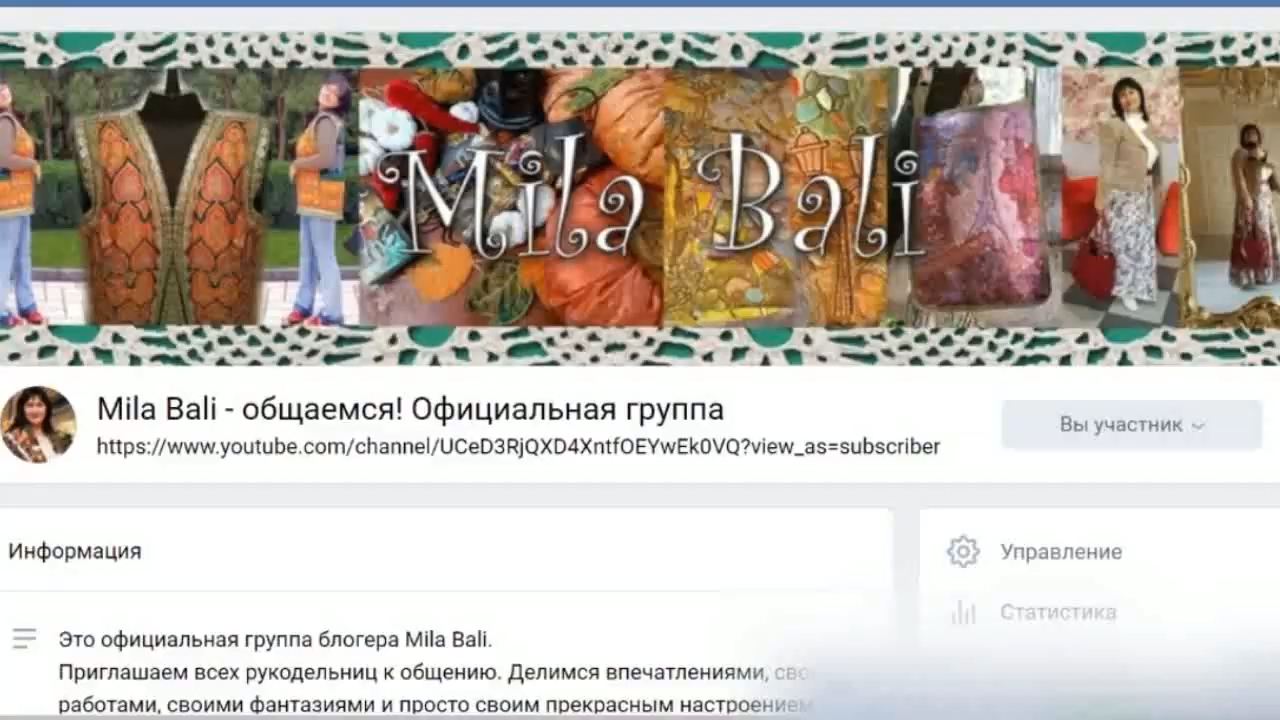 Mila Bali
Mila Bali - общаемся! Официальная группа
https://www.youtube.com/channel/UCeD3RjQXD4XntfOEYwEk0VQ?view_as=subscriber
Вы участник
Информация
Управление
Статистика
Это официальная группа блогера Mila Bali.
Приглашаем всех рукодельниц к общению. Делимся впечатлениями,
работами, своими фантазиями и просто своим прекрасным настроением